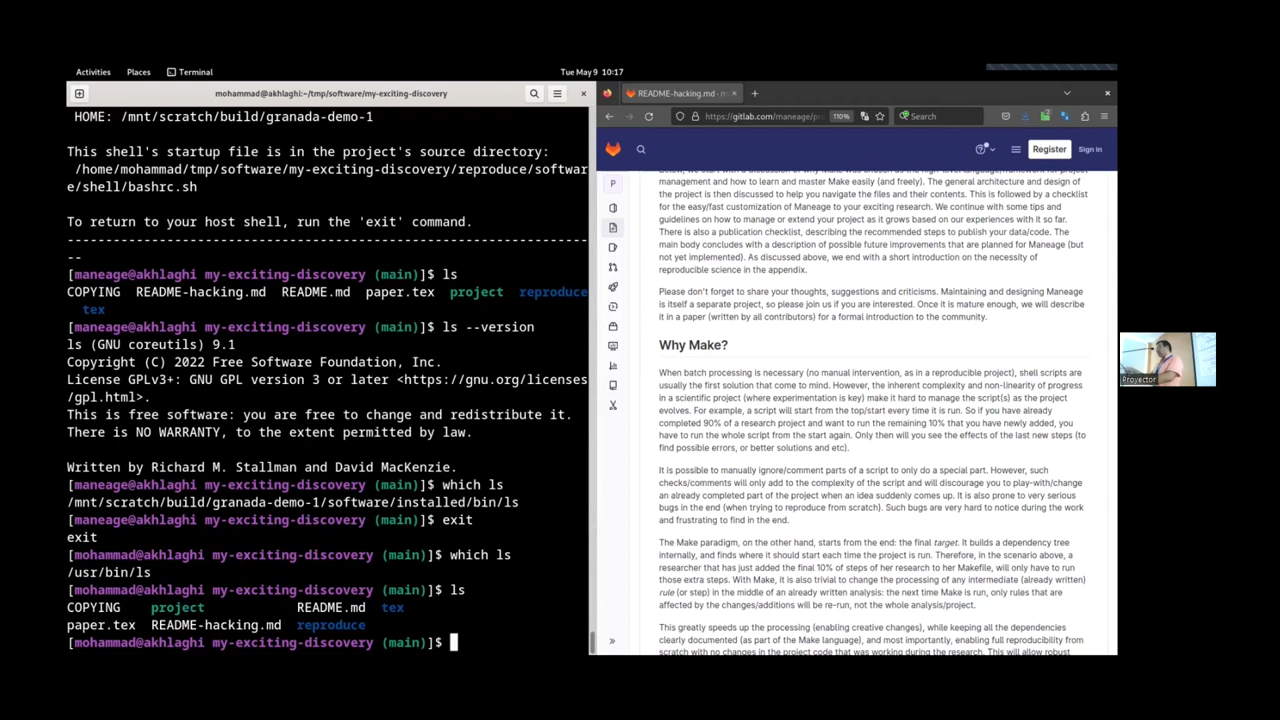 Activities Places Terminal Tue May 9 10:17
mohammad@akhlaghi:~/tmp/software/my-exciting-discovery
HOME: /mnt/scratch/build/granada-demo-1
This shell's startup file is in the project's source directory:
/home/mohammad/tmp/software/my-exciting-discovery/reproduce/softwar
e/shell/bashrc.sh
To return to your host shell, run the 'exit' command.
--------------------------------------------------------------------
--
[maneage@akhlaghi my-exciting-discovery (main)]$ ls
COPYING README-hacking.md README.md paper.tex project reproduce
tex
[maneage@akhlaghi my-exciting-discovery (main)]$ ls --version
ls (GNU coreutils) 9.1
Copyright (C) 2022 Free Software Foundation, Inc.
License GPLv3+: GNU GPL version 3 or later <https://gnu.org/licenses
/gpl.html>.
This is free software: you are free to change and redistribute it.
There is NO WARRANTY, to the extent permitted by law.
Written by Richard M. Stallman and David MacKenzie.
[maneage@akhlaghi my-exciting-discovery (main)]$ which ls
/mnt/scratch/build/granada-demo-1/software/installed/bin/ls
[maneage@akhlaghi my-exciting-discovery (main)]$ exit
exit
[mohammad@akhlaghi my-exciting-discovery (main)]$ which ls
/usr/bin/ls
[mohammad@akhlaghi my-exciting-discovery (main)]$ ls
COPYING project README.md tex
paper.tex README-hacking.md reproduce
[mohammad@akhlaghi my-exciting-discovery (main)]$
README-hacking.md · m
https://gitlab.com/maneage/pr 110% Search
Register Sign in
P
management and how to learn and master Make easily (and freely). The general architecture and design of
the project is then discussed to help you navigate the files and their contents. This is followed by a checklist
for the easy/fast customization of Maneage to your exciting research. We continue with some tips and
guidelines on how to manage or extend your project as it grows based on our experiences with it so far.
There is also a publication checklist, describing the recommended steps to publish your data/code. The
main body concludes with a description of possible future improvements that are planned for Maneage (but
not yet implemented). As discussed above, we end with a short introduction on the necessity of
reproducible science in the appendix.
Please don't forget to share your thoughts, suggestions and criticisms. Maintaining and designing Maneage
is itself a separate project, so please join us if you are interested. Once it is mature enough, we will describe
it in a paper (written by all contributors) for a formal introduction to the community.
Why Make?
When batch processing is necessary (no manual intervention, as in a reproducible project), shell scripts are
usually the first solution that come to mind. However, the inherent complexity and non-linearity of progress
in a scientific project (where experimentation is key) make it hard to manage the script(s) as the project
evolves. For example, a script will start from the top/start every time it is run. So if you have already
completed 90% of a research project and want to run the remaining 10% that you have newly added, you
have to run the whole script from the start again. Only then will you see the effects of the last new steps (to
find possible errors, or better solutions and etc).
It is possible to manually ignore/comment parts of a script to only do a special part. However, such
checks/comments will only add to the complexity of the script and will discourage you to play-with/change
an already completed part of the project when an idea suddenly comes up. It is also prone to very serious
bugs in the end (when trying to reproduce from scratch). Such bugs are very hard to notice during the work
and frustrating to find in the end.
The Make paradigm, on the other hand, starts from the end: the final target. It builds a dependency tree
internally, and finds where it should start each time the project is run. Therefore, in the scenario above, a
researcher that has just added the final 10% of steps of her research to her Makefile, will only have to run
those extra steps. With Make, it is also trivial to change the processing of any intermediate (already written)
rule (or step) in the middle of an already written analysis: the next time Make is run, only rules that are
affected by the changes/additions will be re-run, not the whole analysis/project.
This greatly speeds up the processing (enabling creative changes), while keeping all the dependencies
clearly documented (as part of the Make language), and most importantly, enabling full reproducibility from
scratch with no changes in the project code that was working during the research. This will allow robust
Proyector